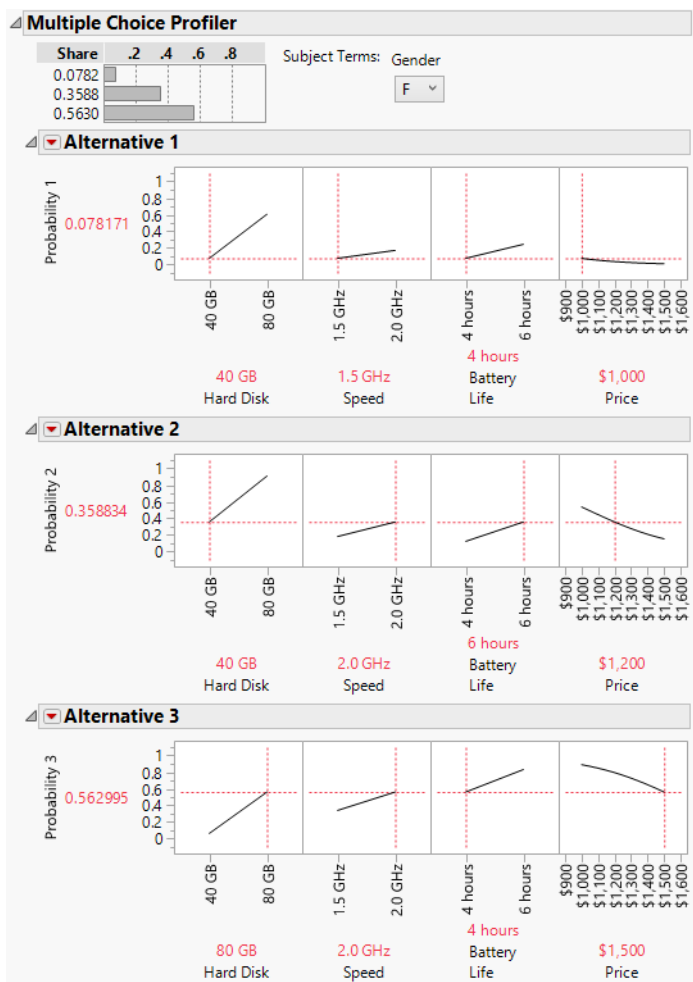 Multiple Choice Profiler
Share .2 .4 .6 .8
0.0782
0.3588
0.5630
Subject Terms: Gender
F
Alternative 1
Probability 1
0.078171
1
0.8
0.6
0.4
0.2
0
40 GB 80 GB 1.5 GHz 2.0 GHz 4 hours 6 hours $900 $1,000 $1,100 $1,200 $1,300 $1,400 $1,500 $1,600
4 hours
40 GB 1.5 GHz Battery $1,000
Hard Disk Speed Life Price
Alternative 2
Probability 2
0.358834
1
0.8
0.6
0.4
0.2
0
40 GB 80 GB 1.5 GHz 2.0 GHz 4 hours 6 hours $900 $1,000 $1,100 $1,200 $1,300 $1,400 $1,500 $1,600
6 hours
40 GB 2.0 GHz Battery $1,200
Hard Disk Speed Life Price
Alternative 3
Probability 3
0.562995
1
0.8
0.6
0.4
0.2
0
40 GB 80 GB 1.5 GHz 2.0 GHz 4 hours 6 hours $900 $1,000 $1,100 $1,200 $1,300 $1,400 $1,500 $1,600
4 hours
80 GB 2.0 GHz Battery $1,500
Hard Disk Speed Life Price